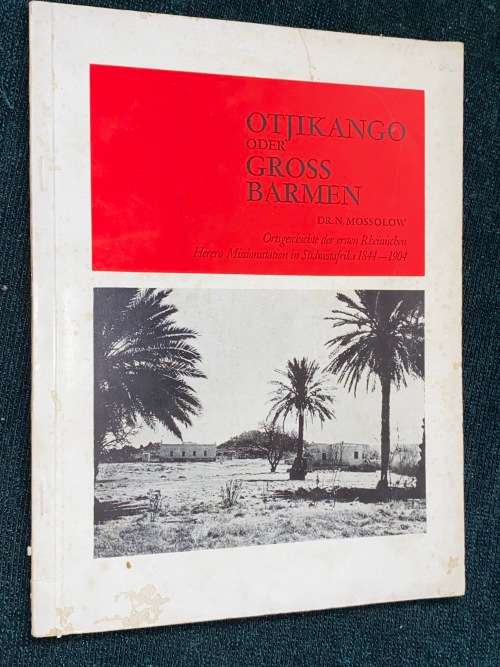 OTJIKANGO
ODER
GROSS
BARMEN
DR. N. MOSSOLOW
Ortsgeschichte der ersten Rheinischen
Herero Missionsstation in Südwestafrika 1844—1904